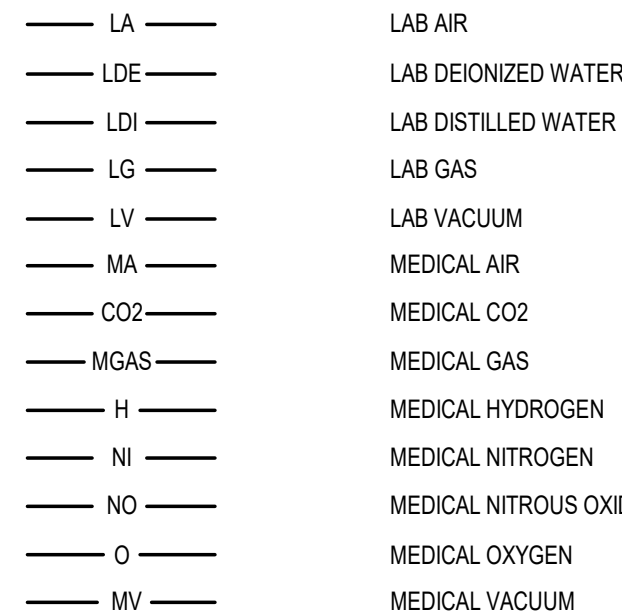 LA LAB AIR
LDE LAB DEIONIZED WATER
LDI LAB DISTILLED WATER
LG LAB GAS
LV LAB VACUUM
MA MEDICAL AIR
CO2 MEDICAL CO2
MGAS MEDICAL GAS
H MEDICAL HYDROGEN
NI MEDICAL NITROGEN
NO MEDICAL NITROUS
O MEDICAL OXYGEN
MV MEDICAL VACUUM